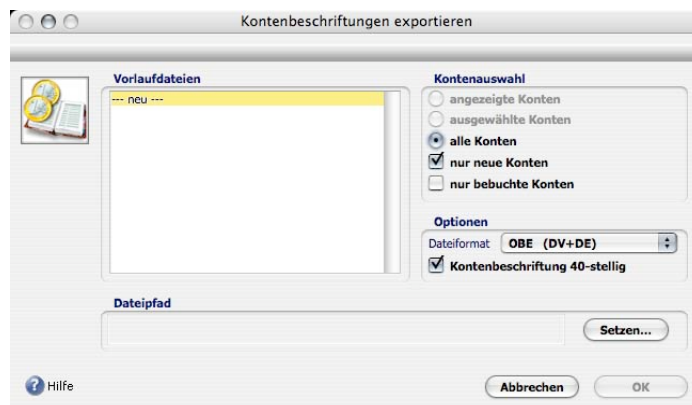 Kontenbeschriftungen exportieren
Vorlaufdateien
--- neu ---
Kontenauswahl
angezeigte Konten
ausgewählte Konten
alle Konten
nur neue Konten
nur bebuchte Konten
Optionen
Dateiformat OBE (DV+DE)
Kontenbeschriftung 40-stellig
Dateipfad
Setzen...
Hilfe
Abbrechen
OK